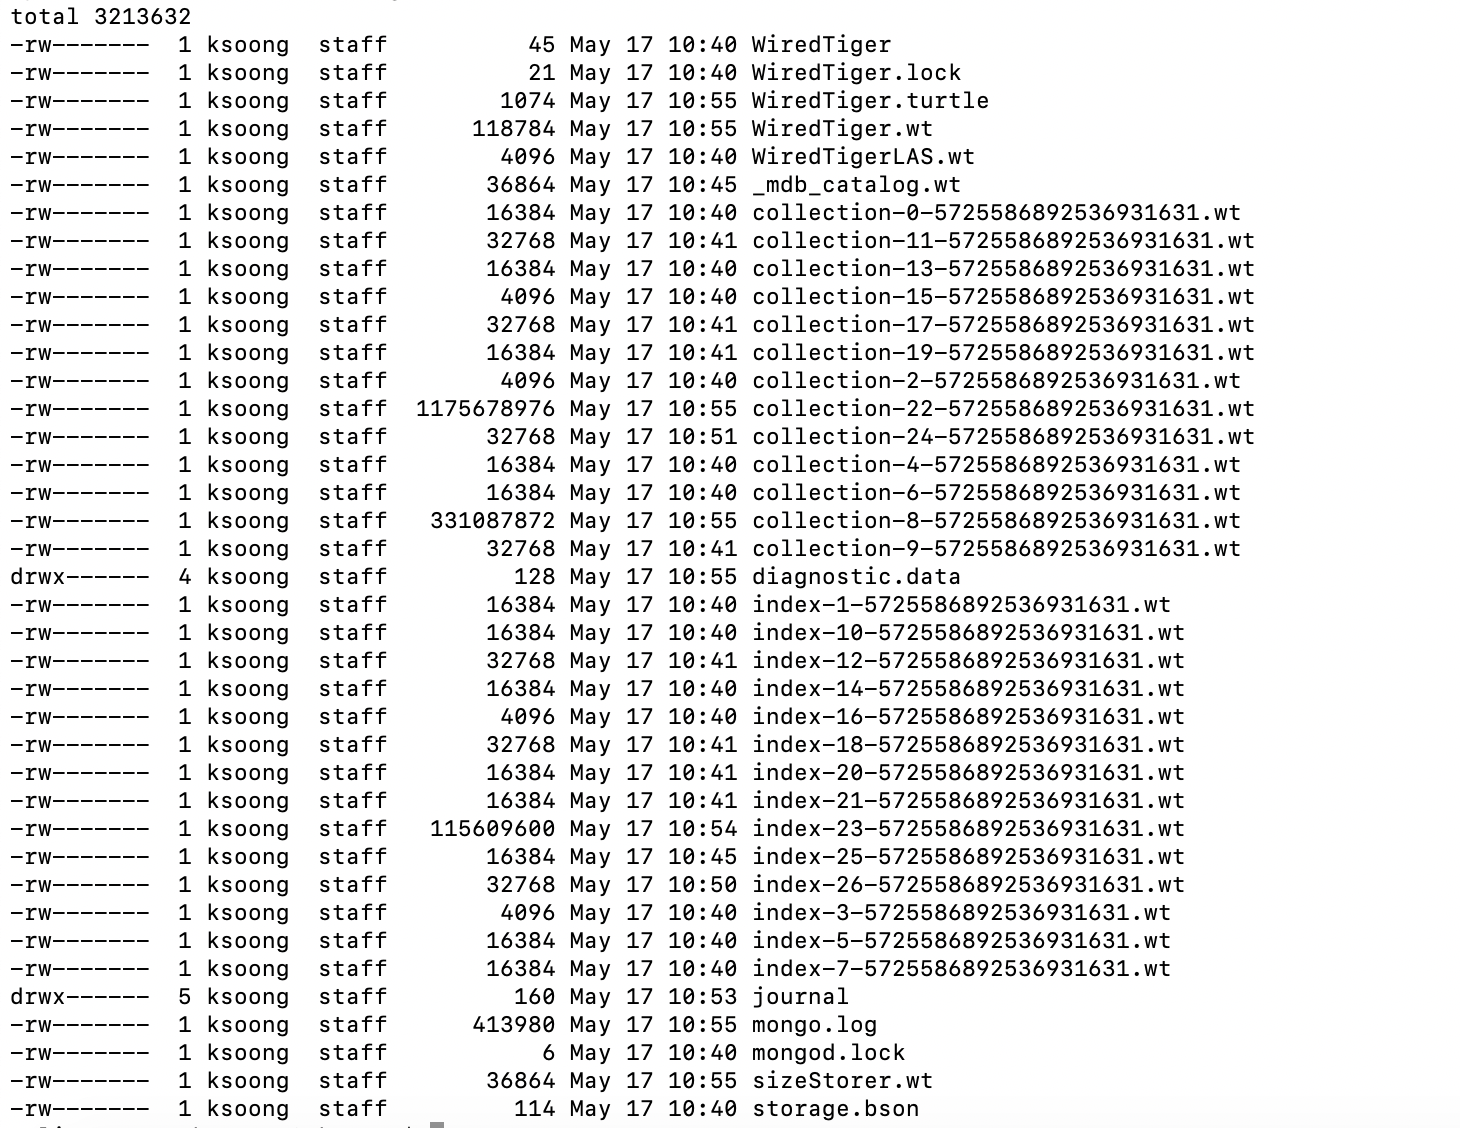 total 3213632
-rw-------  1 ksoong  staff          45 May 17 10:40 WiredTiger
-rw-------  1 ksoong  staff          21 May 17 10:40 WiredTiger.lock
-rw-------  1 ksoong  staff        1074 May 17 10:55 WiredTiger.turtle
-rw-------  1 ksoong  staff      118784 May 17 10:55 WiredTiger.wt
-rw-------  1 ksoong  staff        4096 May 17 10:40 WiredTigerLAS.wt
-rw-------  1 ksoong  staff       36864 May 17 10:45 _mdb_catalog.wt
-rw-------  1 ksoong  staff       16384 May 17 10:40 collection-0-5725586892536931631.wt
-rw-------  1 ksoong  staff       32768 May 17 10:41 collection-11-5725586892536931631.wt
-rw-------  1 ksoong  staff       16384 May 17 10:40 collection-13-5725586892536931631.wt
-rw-------  1 ksoong  staff        4096 May 17 10:40 collection-15-5725586892536931631.wt
-rw-------  1 ksoong  staff       32768 May 17 10:41 collection-17-5725586892536931631.wt
-rw-------  1 ksoong  staff       16384 May 17 10:41 collection-19-5725586892536931631.wt
-rw-------  1 ksoong  staff        4096 May 17 10:40 collection-2-5725586892536931631.wt
-rw-------  1 ksoong  staff  1175678976 May 17 10:55 collection-22-5725586892536931631.wt
-rw-------  1 ksoong  staff       32768 May 17 10:51 collection-24-5725586892536931631.wt
-rw-------  1 ksoong  staff       16384 May 17 10:40 collection-4-5725586892536931631.wt
-rw-------  1 ksoong  staff       16384 May 17 10:40 collection-6-5725586892536931631.wt
-rw-------  1 ksoong  staff   331087872 May 17 10:55 collection-8-5725586892536931631.wt
-rw-------  1 ksoong  staff       32768 May 17 10:41 collection-9-5725586892536931631.wt
drwx------  4 ksoong  staff         128 May 17 10:55 diagnostic.data
-rw-------  1 ksoong  staff       16384 May 17 10:40 index-1-5725586892536931631.wt
-rw-------  1 ksoong  staff       16384 May 17 10:40 index-10-5725586892536931631.wt
-rw-------  1 ksoong  staff       32768 May 17 10:41 index-12-5725586892536931631.wt
-rw-------  1 ksoong  staff       16384 May 17 10:40 index-14-5725586892536931631.wt
-rw-------  1 ksoong  staff        4096 May 17 10:40 index-16-5725586892536931631.wt
-rw-------  1 ksoong  staff       32768 May 17 10:41 index-18-5725586892536931631.wt
-rw-------  1 ksoong  staff       16384 May 17 10:41 index-20-5725586892536931631.wt
-rw-------  1 ksoong  staff       16384 May 17 10:41 index-21-5725586892536931631.wt
-rw-------  1 ksoong  staff   115609600 May 17 10:54 index-23-5725586892536931631.wt
-rw-------  1 ksoong  staff       16384 May 17 10:45 index-25-5725586892536931631.wt
-rw-------  1 ksoong  staff       32768 May 17 10:50 index-26-5725586892536931631.wt
-rw-------  1 ksoong  staff        4096 May 17 10:40 index-3-5725586892536931631.wt
-rw-------  1 ksoong  staff       16384 May 17 10:40 index-5-5725586892536931631.wt
-rw-------  1 ksoong  staff       16384 May 17 10:40 index-7-5725586892536931631.wt
drwx------  5 ksoong  staff         160 May 17 10:53 journal
-rw-------  1 ksoong  staff      413980 May 17 10:55 mongo.log
-rw-------  1 ksoong  staff           6 May 17 10:40 mongod.lock
-rw-------  1 ksoong  staff       36864 May 17 10:55 sizeStorer.wt
-rw-------  1 ksoong  staff         114 May 17 10:40 storage.bson